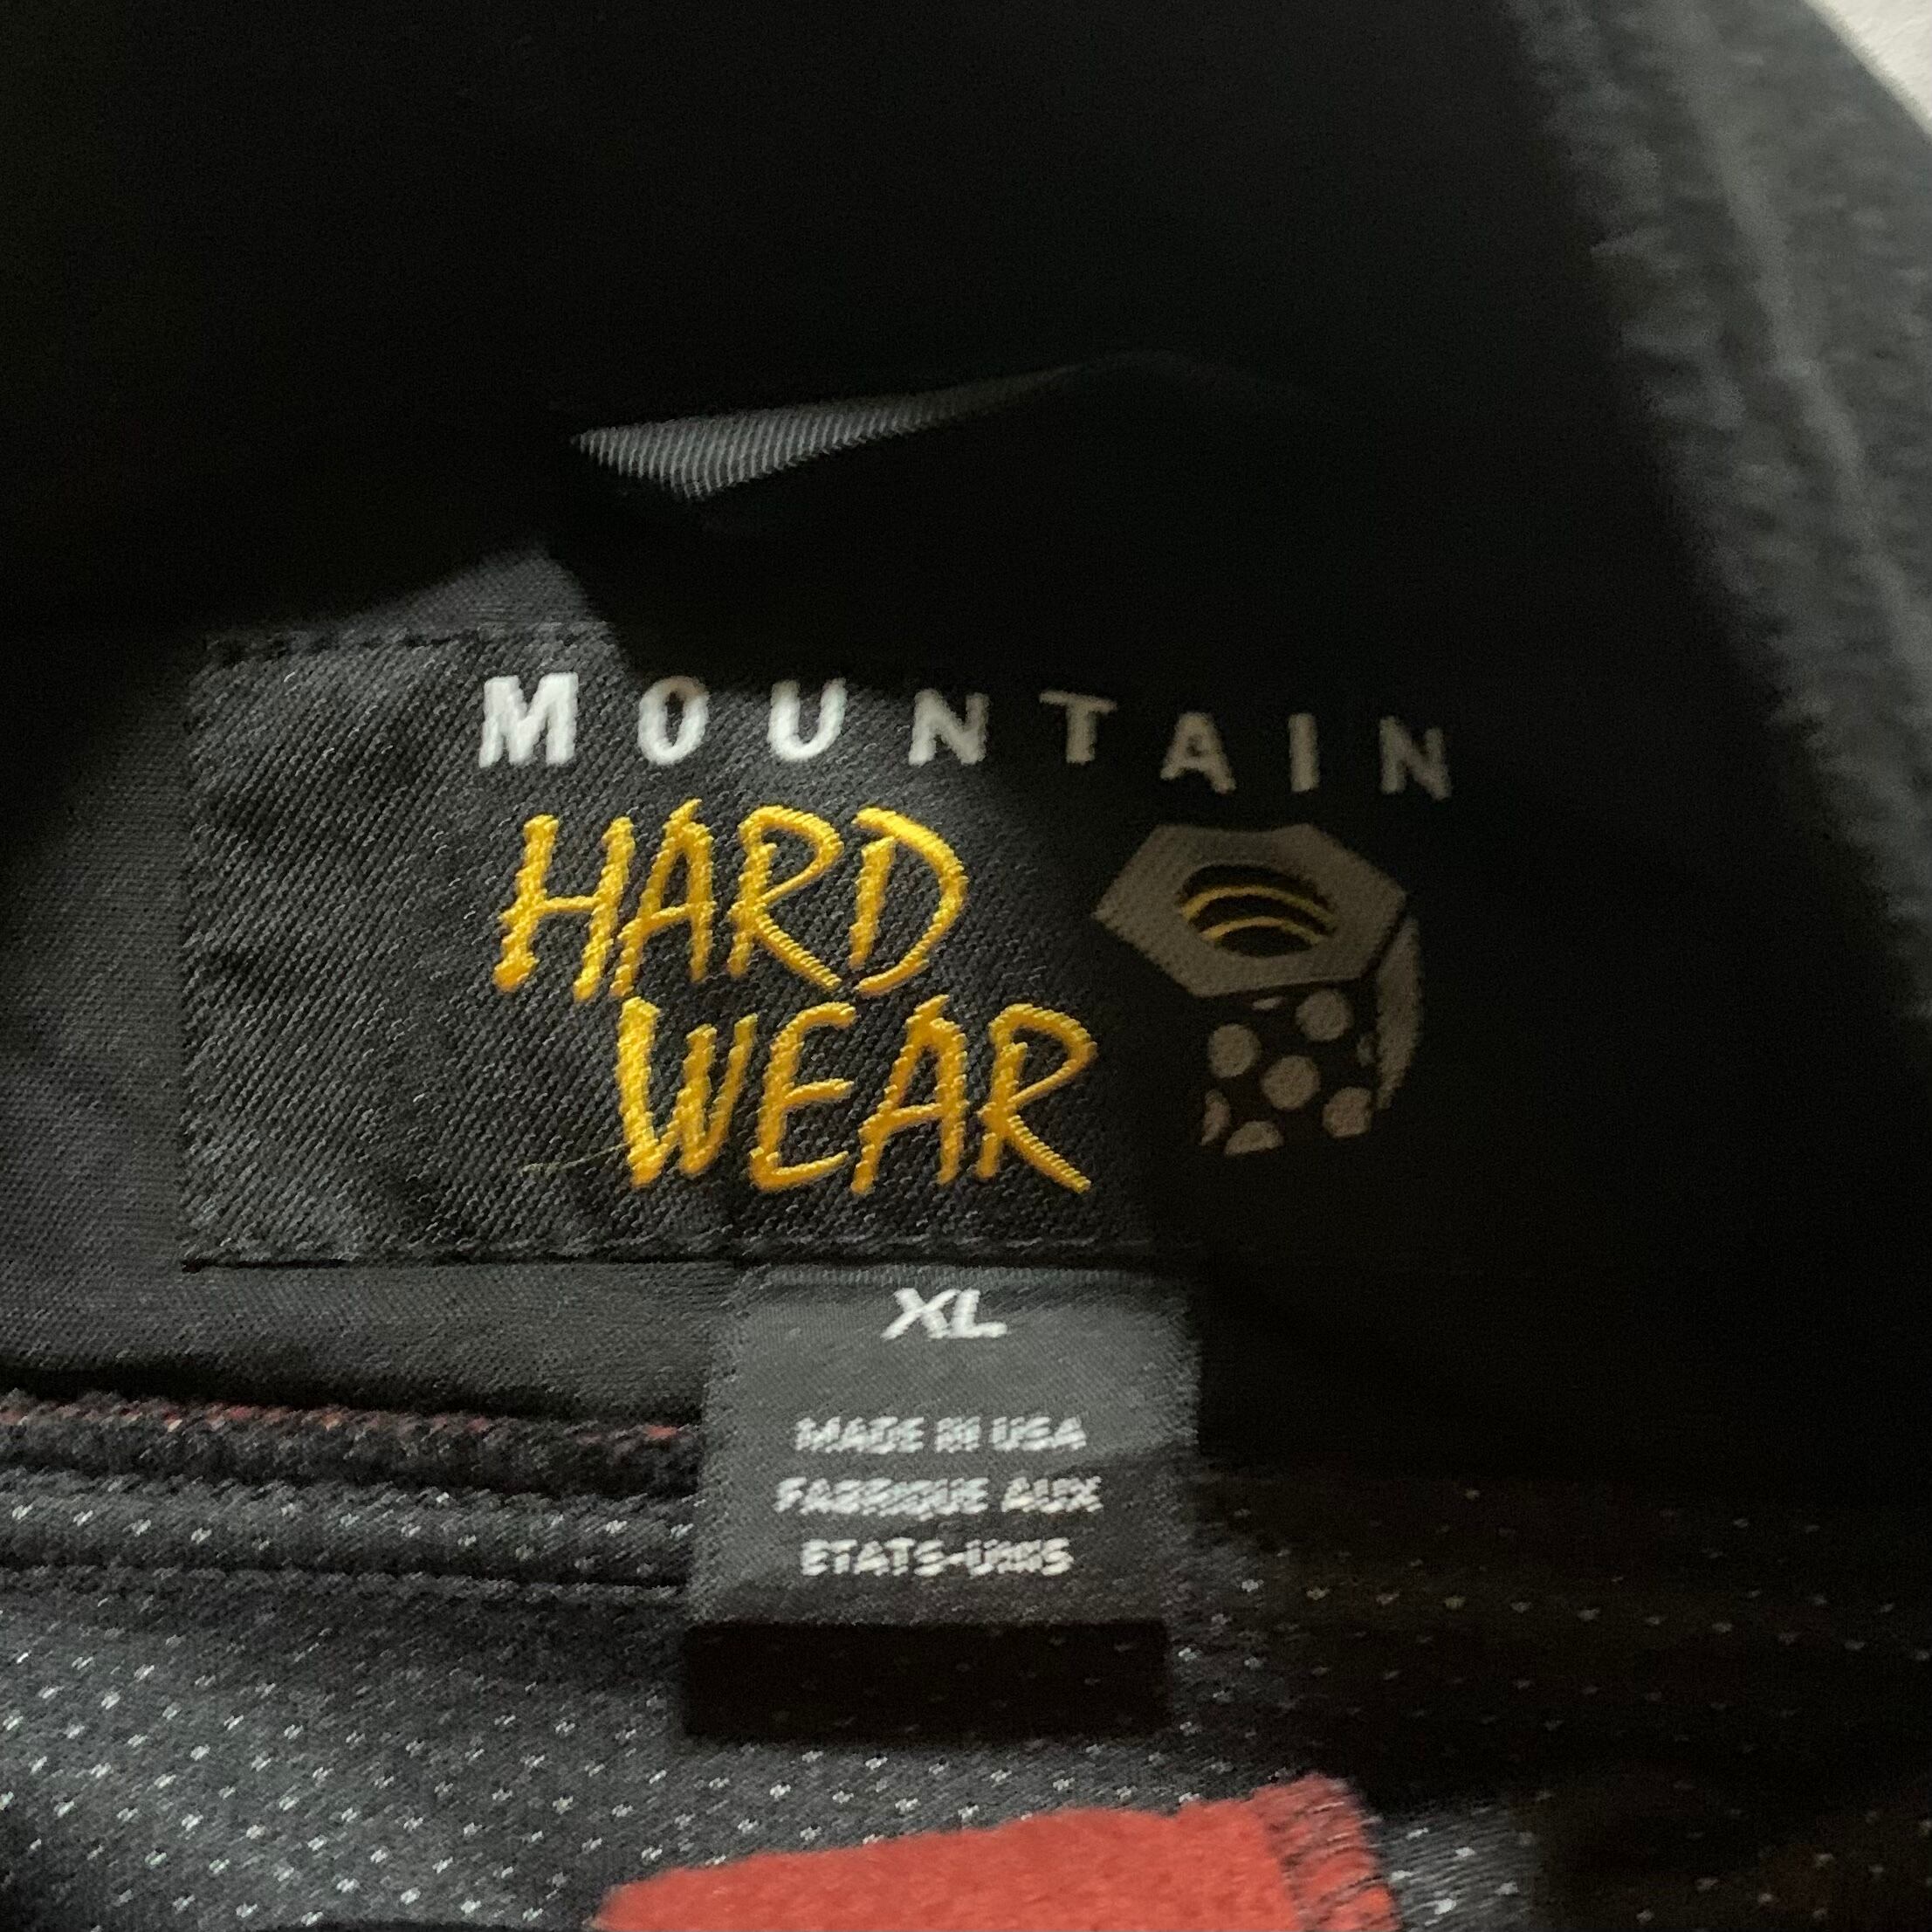 MOUNTAIN
HARD
WEAR
XL
MADE IN USA
FABRIQUE AUX
ETATS-UNIS